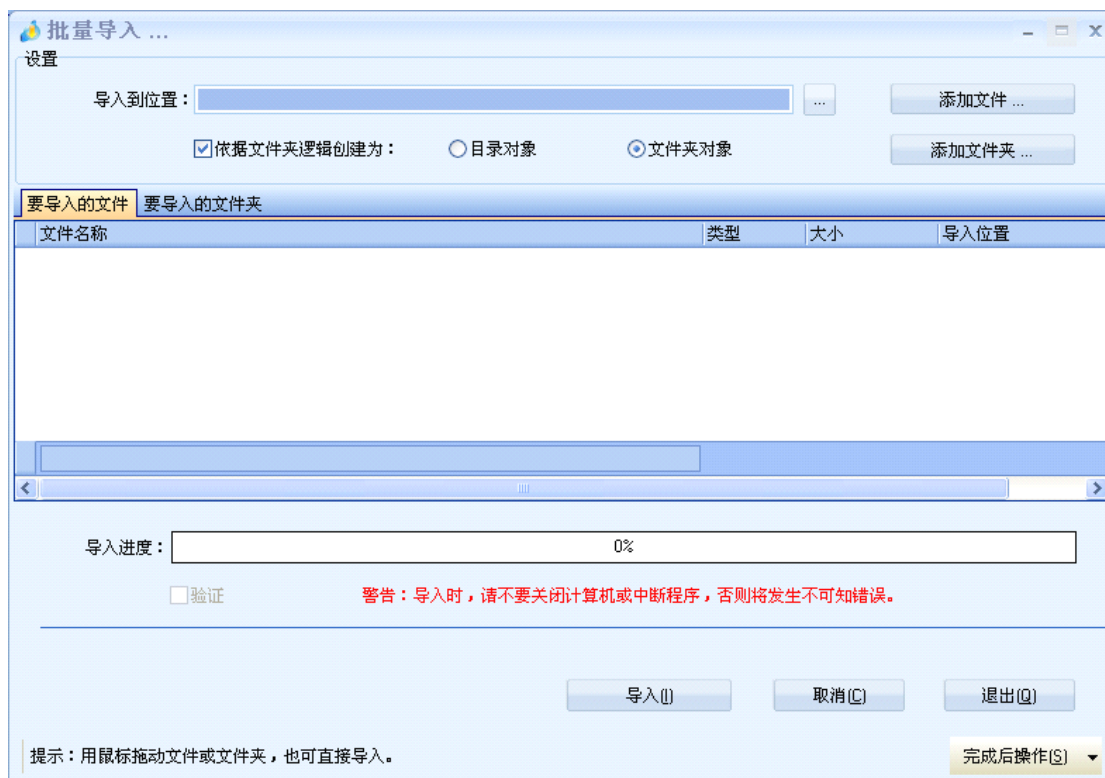 批量导入 ...
设置
导入到位置：
...
添加文件 ...
依据文件夹逻辑创建为：
目录对象
文件夹对象
添加文件夹 ...
要导入的文件
要导入的文件夹
文件名称
类型
大小
导入位置
导入进度：
0%
验证
警告：导入时，请不要关闭计算机或中断程序，否则将发生不可知错误。
导入(I)
取消(C)
退出(Q)
提示：用鼠标拖动文件或文件夹，也可直接导入。
完成后操作(S)